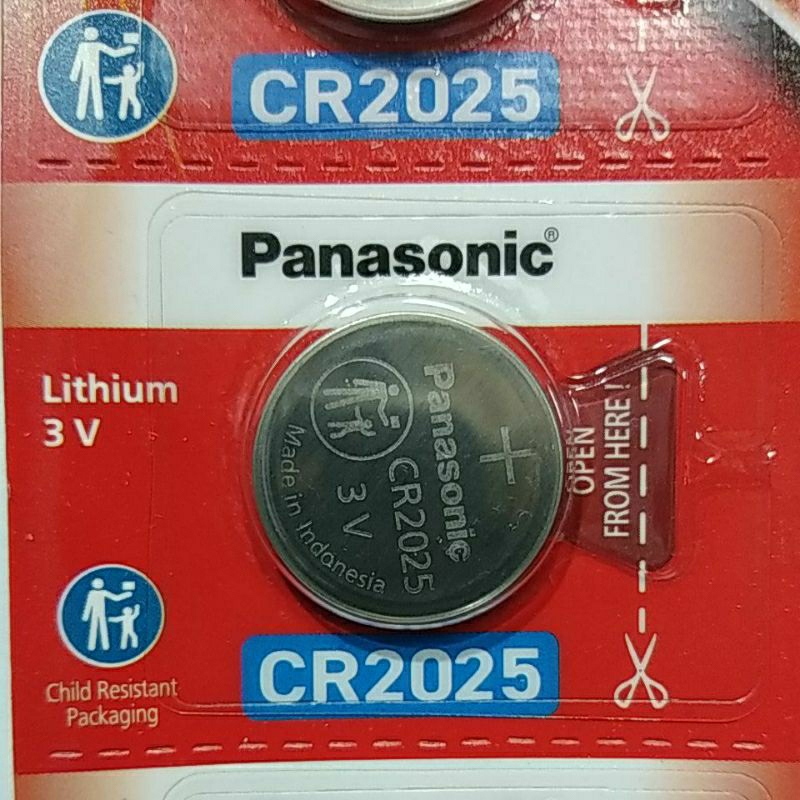 CR2025
Panasonic®
Lithium
3 V
Panasonic
CR2025
3 V
Made in Indonesia
+
OPEN
FROM HERE!
Child Resistant
Packaging
CR2025